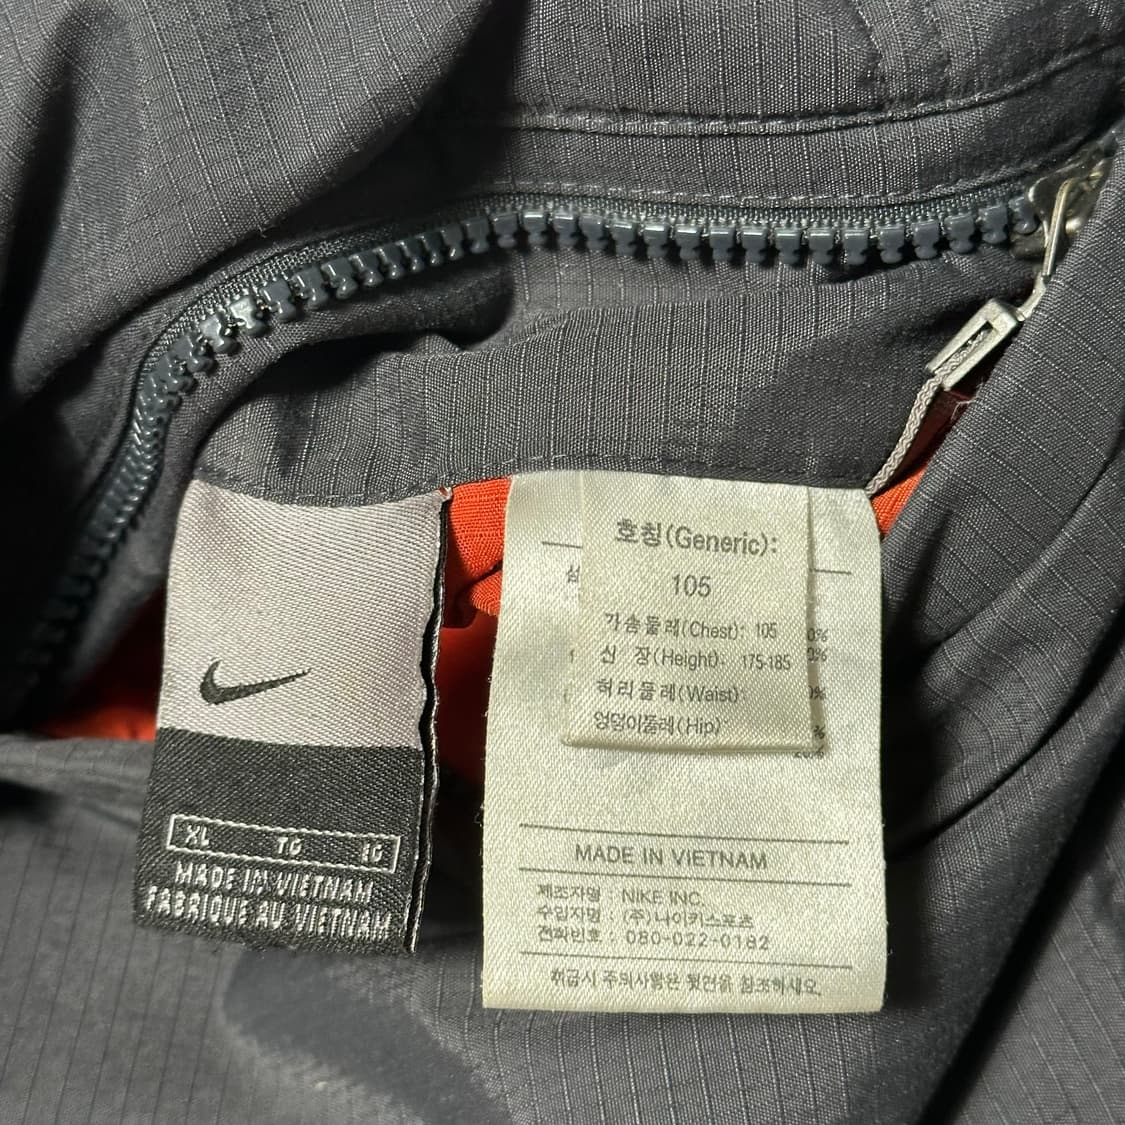 XL TG EG
MADE IN VIETNAM
FABRIQUÉ AU VIETNAM
호칭(Generic):
105
가슴둘레(Chest): 105
신 장(Height): 175-185
허리둘레(Waist):
엉덩이둘레(Hip)
20%
MADE IN VIETNAM
제조자명 : NIKE INC.
수입자명 : (주)나이키스포츠
전화번호 : 080-022-0182
취급시 주의사항은 뒷면을 참조하세오.